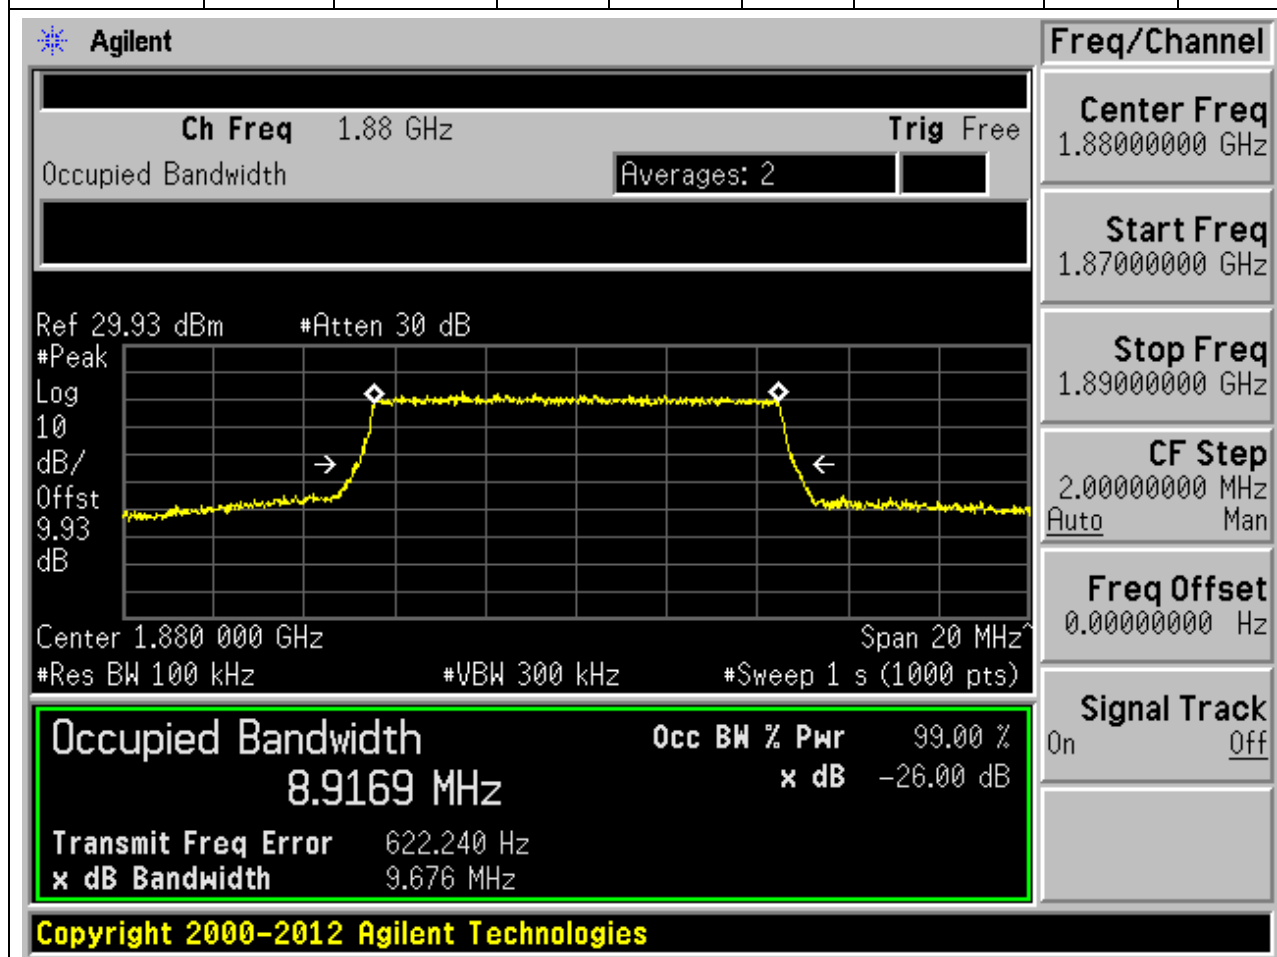 Agilent
Freq/Channel
Ch Freq 1.88 GHz Trig Free
Occupied Bandwidth Averages: 2
Ref 29.93 dBm #Atten 30 dB
#Peak
Log
10
dB/
Offst
9.93
dB
Center 1.880 000 GHz Span 20 MHz^
#Res BW 100 kHz #VBW 300 kHz #Sweep 1 s (1000 pts)
Occupied Bandwidth Occ BW % Pwr 99.00 %
8.9169 MHz x dB -26.00 dB
Transmit Freq Error 622.240 Hz
x dB Bandwidth 9.676 MHz
Copyright 2000-2012 Agilent Technologies
Center Freq
1.88000000 GHz
Start Freq
1.87000000 GHz
Stop Freq
1.89000000 GHz
CF Step
2.00000000 MHz
Auto Man
Freq Offset
0.00000000 Hz
Signal Track
On Off